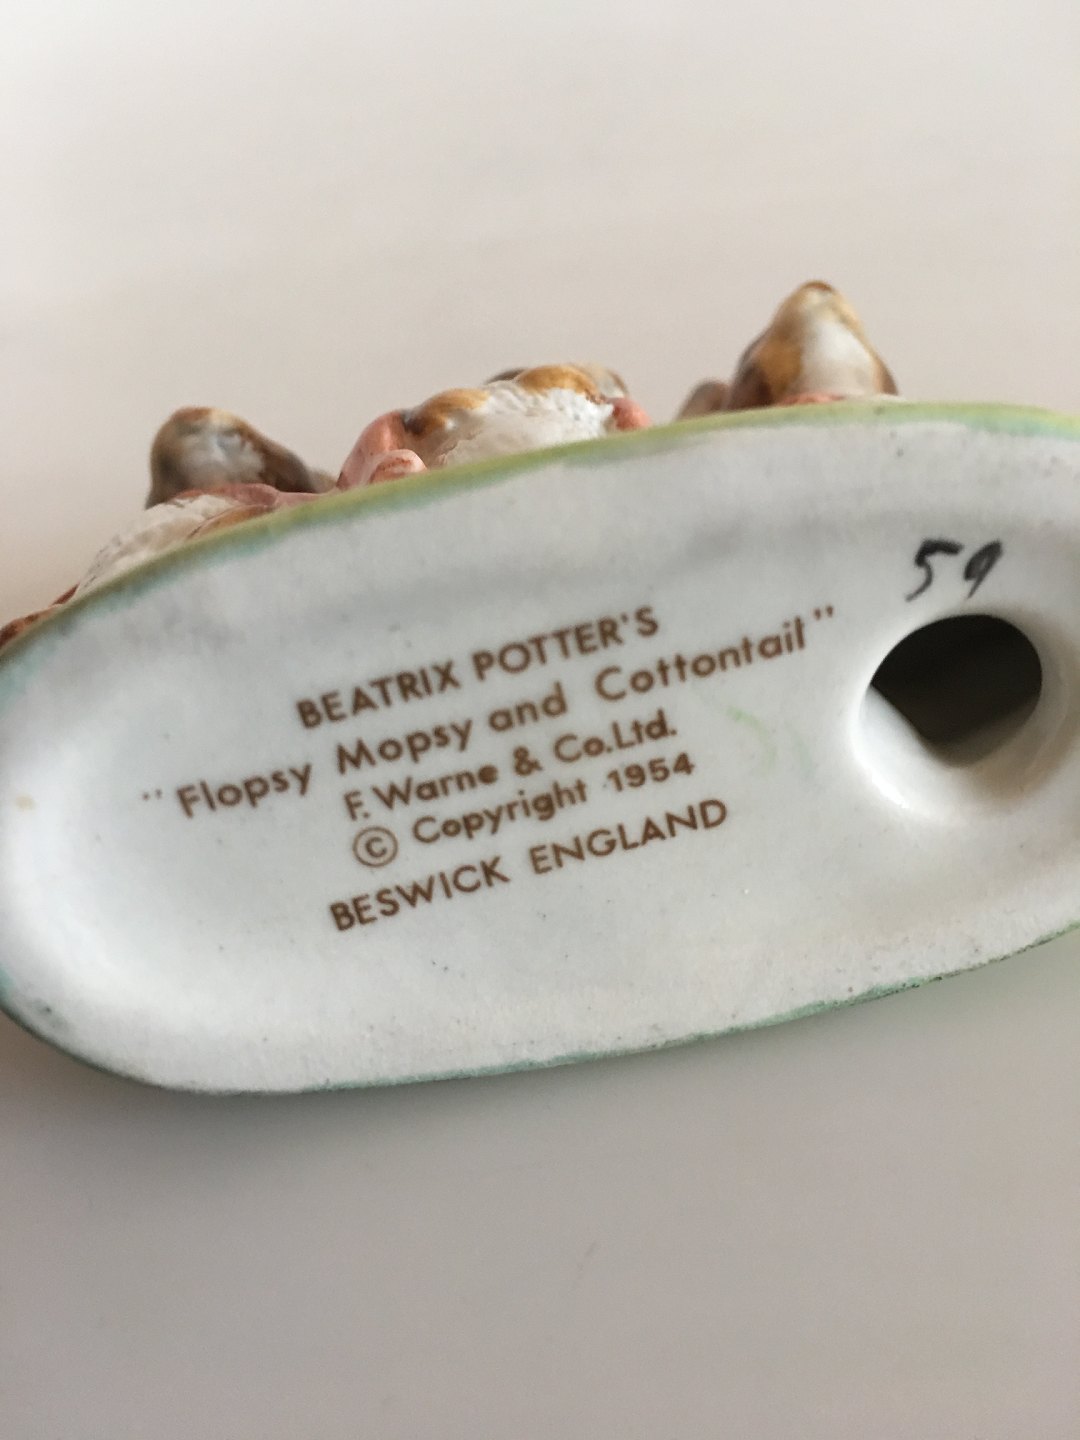 59
BEATRIX POTTER'S
"Flopsy Mopsy and Cottontail"
F. Warne & Co.Ltd.
© Copyright 1954
BESWICK ENGLAND